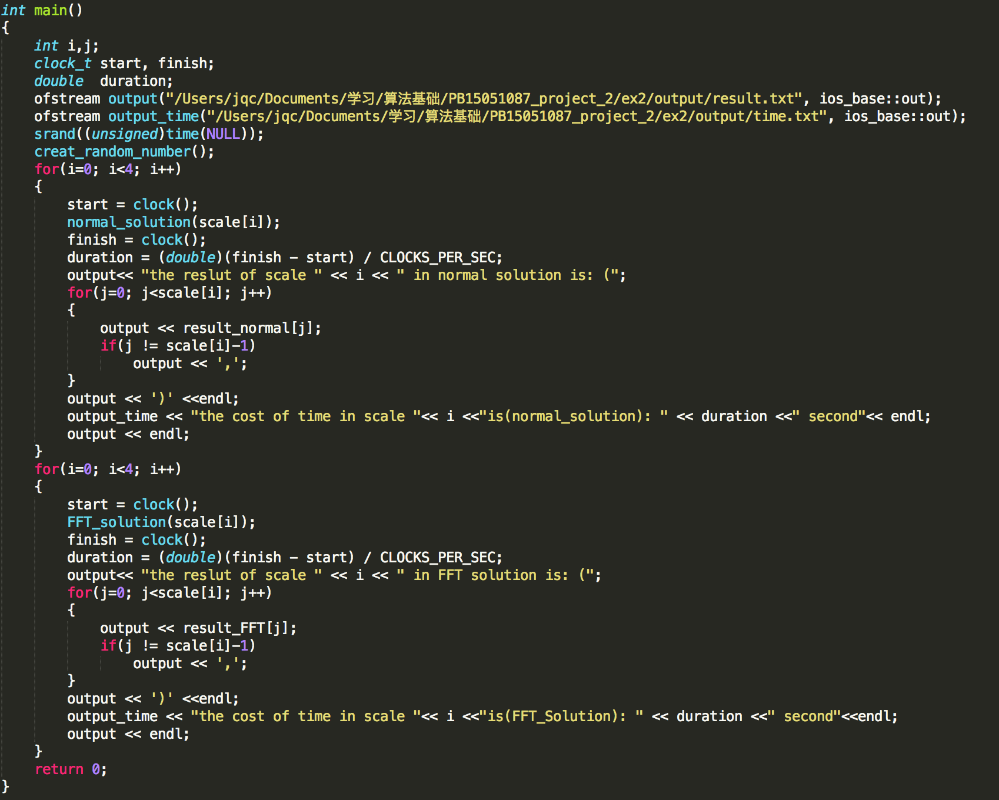 int main()
{
    int i,j;
    clock_t start, finish;
    double  duration;
    ofstream output("/Users/jqc/Documents/学习/算法基础/PB15051087_project_2/ex2/output/result.txt", ios_base::out);
    ofstream output_time("/Users/jqc/Documents/学习/算法基础/PB15051087_project_2/ex2/output/time.txt", ios_base::out);
    srand((unsigned)time(NULL));
    creat_random_number();
    for(i=0; i<4; i++)
    {
        start = clock();
        normal_solution(scale[i]);
        finish = clock();
        duration = (double)(finish - start) / CLOCKS_PER_SEC;
        output<< "the reslut of scale " << i << " in normal solution is: (";
        for(j=0; j<scale[i]; j++)
        {
            output << result_normal[j];
            if(j != scale[i]-1)
                output << ',';
        }
        output << ')' <<endl;
        output_time << "the cost of time in scale "<< i <<"is(normal_solution): " << duration <<" second"<< endl;
        output << endl;
    }
    for(i=0; i<4; i++)
    {
        start = clock();
        FFT_solution(scale[i]);
        finish = clock();
        duration = (double)(finish - start) / CLOCKS_PER_SEC;
        output<< "the reslut of scale " << i << " in FFT solution is: (";
        for(j=0; j<scale[i]; j++)
        {
            output << result_FFT[j];
            if(j != scale[i]-1)
                output << ',';
        }
        output << ')' <<endl;
        output_time << "the cost of time in scale "<< i <<"is(FFT_Solution): " << duration <<" second"<<endl;
        output << endl;
    }
    return 0;
}